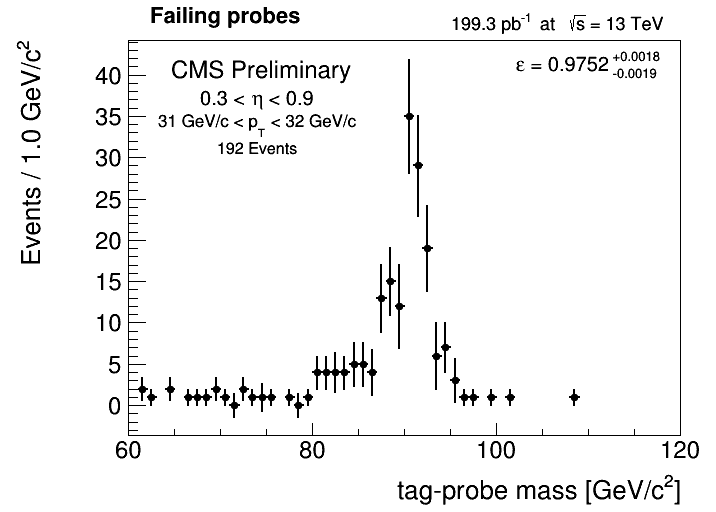 Failing probes
199.3 pb⁻¹ at √s = 13 TeV
CMS Preliminary
0.3 < η < 0.9
31 GeV/c < p_T < 32 GeV/c
192 Events
ε = 0.9752 +0.0018 -0.0019
Events / 1.0 GeV/c²
40
35
30
25
20
15
10
5
0
60 80 100 120
tag-probe mass [GeV/c²]